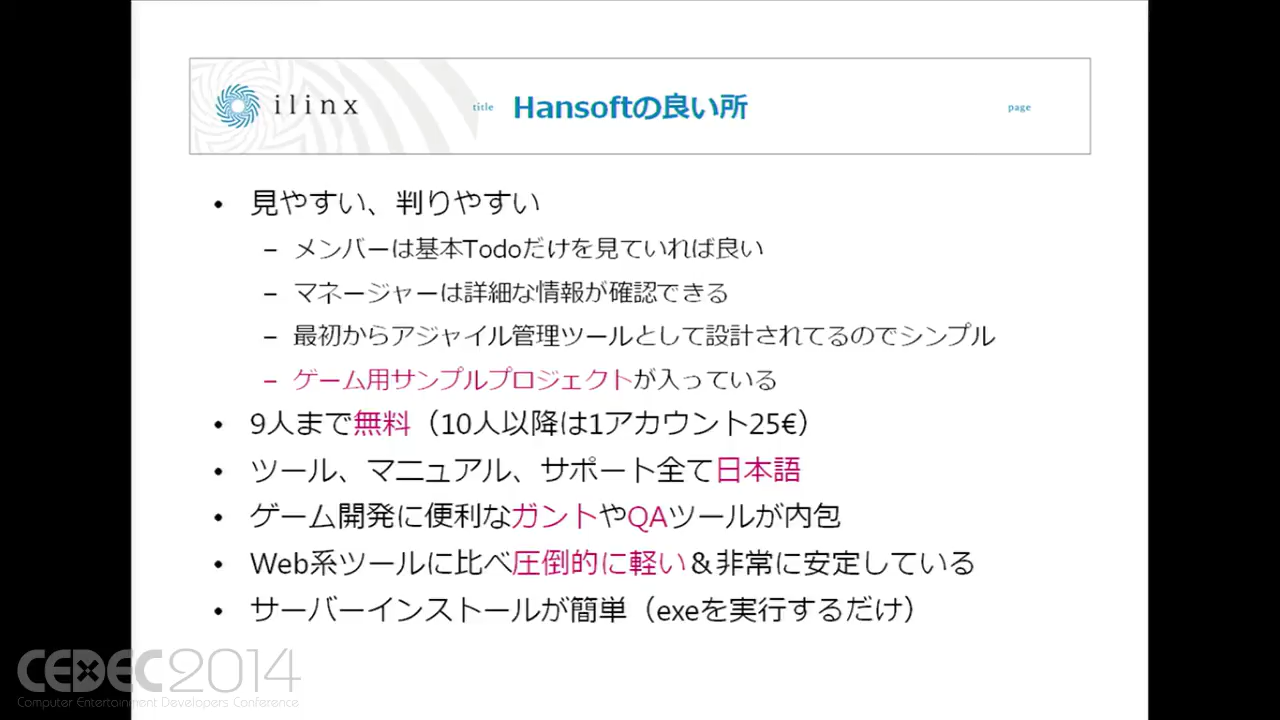 ilinx
title Hansoftの良い所 page
• 見やすい、判りやすい
– メンバーは基本Todoだけを見ていれば良い
– マネージャーは詳細な情報が確認できる
– 最初からアジャイル管理ツールとして設計されてるのでシンプル
– ゲーム用サンプルプロジェクトが入っている
• 9人まで無料（10人以降は1アカウント25€）
• ツール、マニュアル、サポート全て日本語
• ゲーム開発に便利なガントやQAツールが内包
• Web系ツールに比べ圧倒的に軽い＆非常に安定している
• サーバーインストールが簡単（exeを実行するだけ）
CEDEC2014
Computer Entertainment Developers Conference